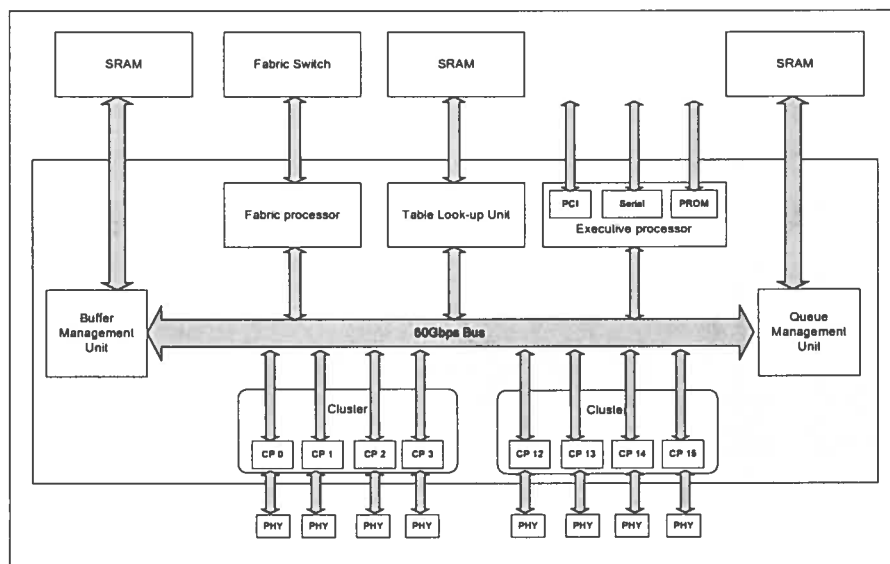 SRAM
Fabric Switch
SRAM
SRAM
Fabric processor
Table Look-up Unit
PCI
Serial
PROM
Executive processor
Buffer
Management
Unit
60Gbps Bus
Queue
Management
Unit
Cluster
Cluster
CP 0
CP 1
CP 2
CP 3
CP 12
CP 13
CP 14
CP 15
PHY
PHY
PHY
PHY
PHY
PHY
PHY
PHY